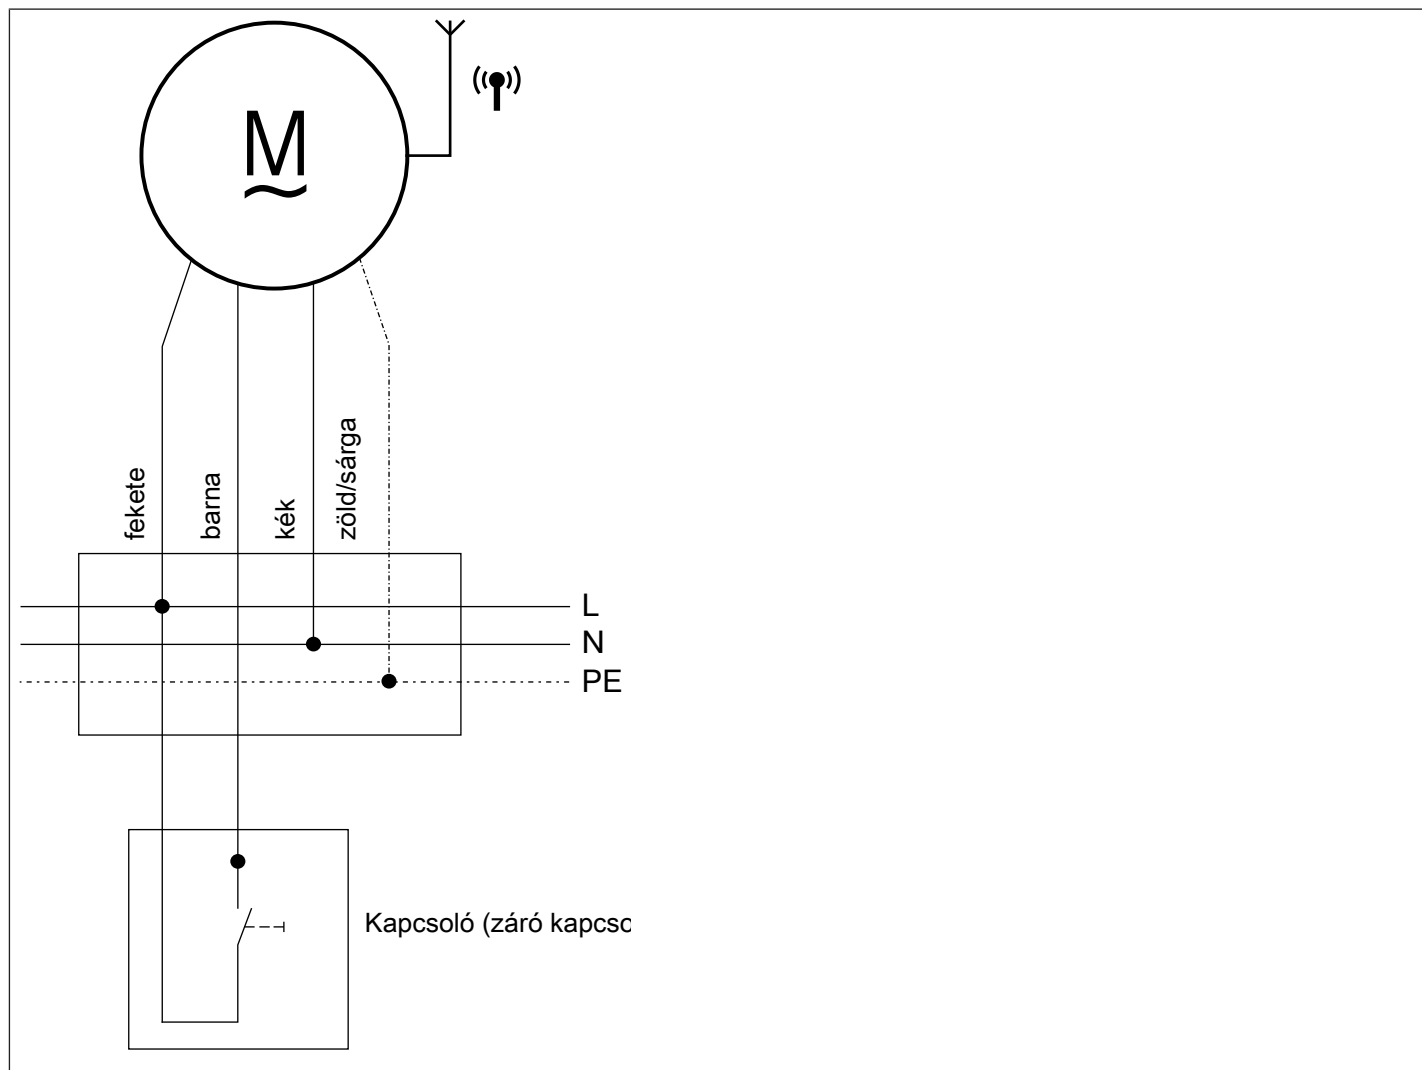 M
fekete
barna
kék
zöld/sárga
L
N
PE
Kapcsoló (záró